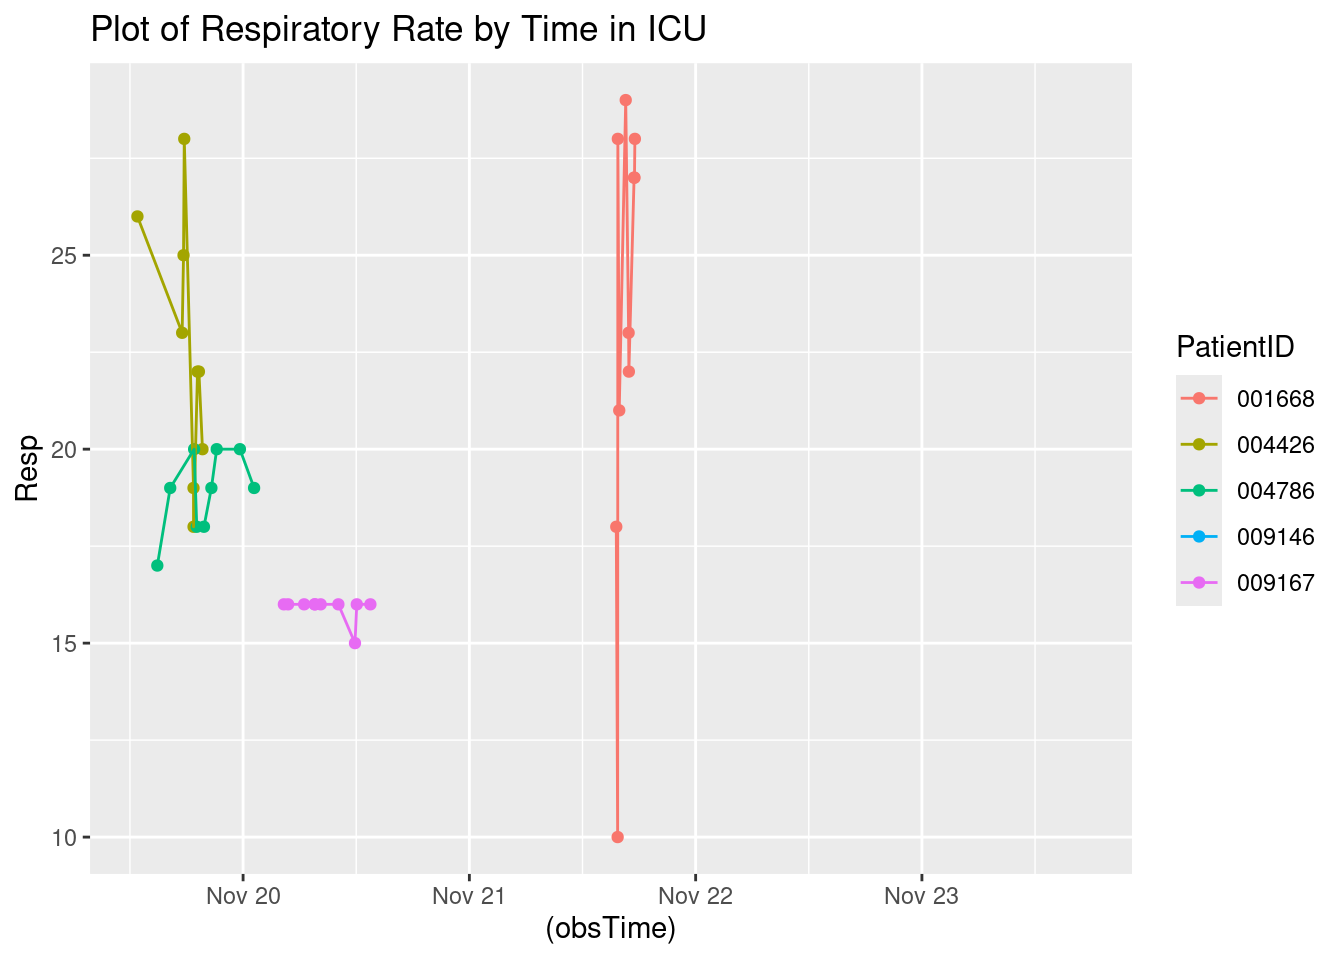 Plot of Respiratory Rate by Time in ICU
Resp
25
20
15
10
Nov 20
Nov 21
Nov 22
Nov 23
(obsTime)
PatientID
001668
004426
004786
009146
009167